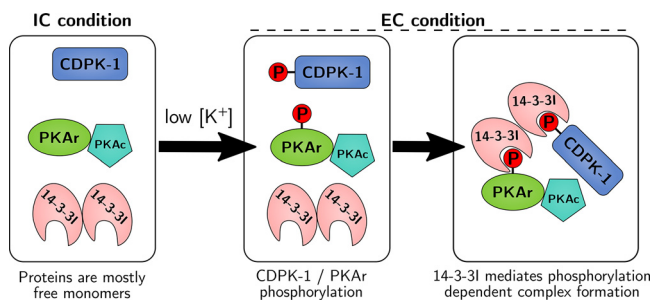 IC condition
EC condition
CDPK-1
PKAr
PKAc
14-3-3I
14-3-3I
Proteins are mostly
free monomers
low [K⁺]
P
CDPK-1
P
PKAr
PKAc
14-3-3I
14-3-3I
CDPK-1 / PKAr
phosphorylation
14-3-3I
14-3-3I
P
CDPK-1
P
PKAr
PKAc
14-3-3I mediates phosphorylation
dependent complex formation